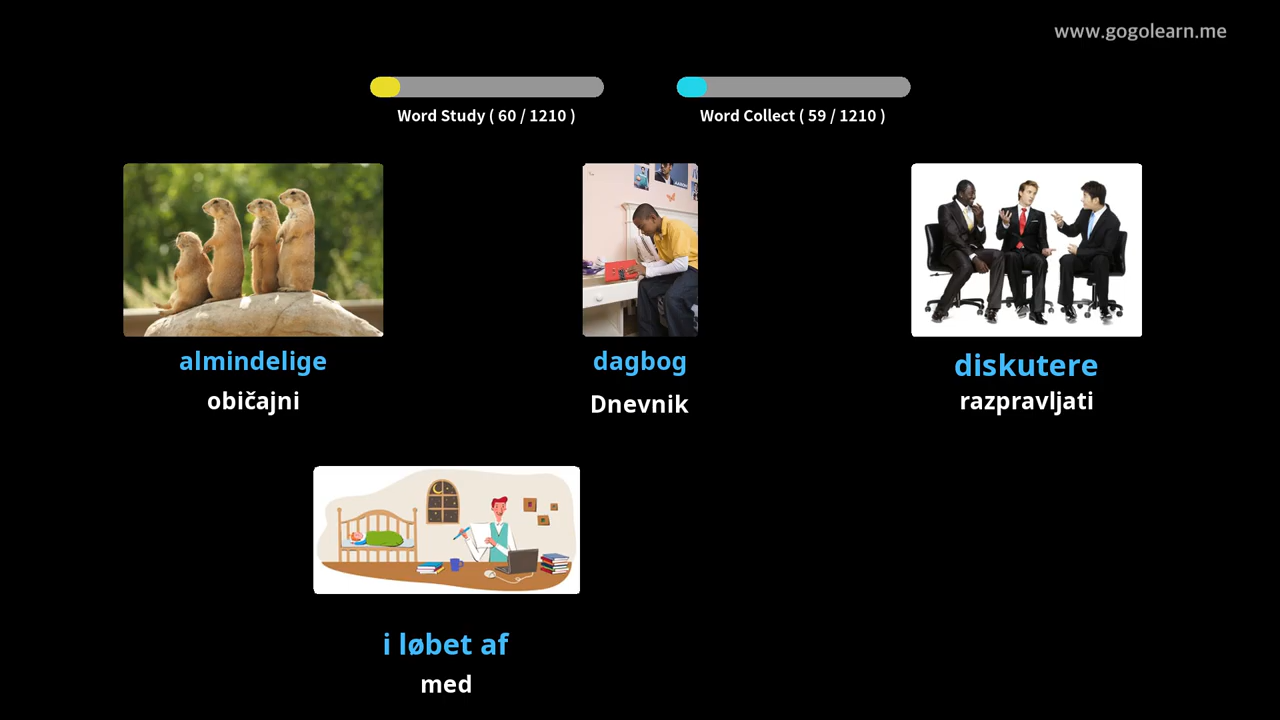 www.gogolearn.me
Word Study ( 60 / 1210 )
Word Collect ( 59 / 1210 )
almindelige
običajni
dagbog
Dnevnik
diskutere
razpravljati
i løbet af
med